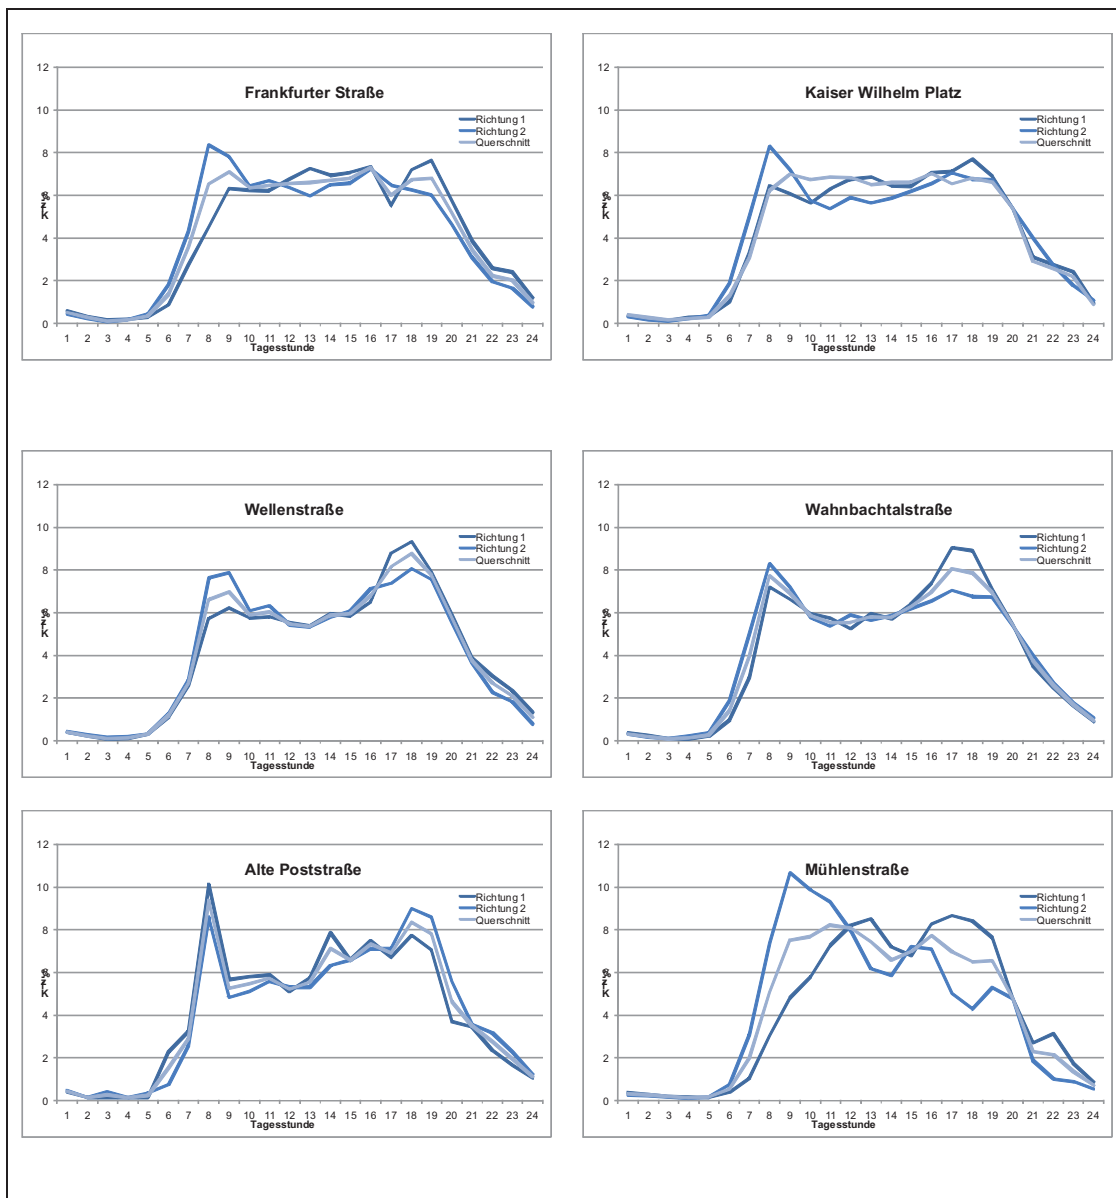 Frankfurter Straße
Richtung 1
Richtung 2
Querschnitt
12
10
8
6
4
2
0
1 2 3 4 5 6 7 8 9 10 11 12 13 14 15 16 17 18 19 20 21 22 23 24
Tagesstunde
Kaiser Wilhelm Platz
Richtung 1
Richtung 2
Querschnitt
12
10
8
6
4
2
0
1 2 3 4 5 6 7 8 9 10 11 12 13 14 15 16 17 18 19 20 21 22 23 24
Tagesstunde
Wellenstraße
Richtung 1
Richtung 2
Querschnitt
12
10
8
6
4
2
0
1 2 3 4 5 6 7 8 9 10 11 12 13 14 15 16 17 18 19 20 21 22 23 24
Tagesstunde
Wahnbachtalstraße
Richtung 1
Richtung 2
Querschnitt
12
10
8
6
4
2
0
1 2 3 4 5 6 7 8 9 10 11 12 13 14 15 16 17 18 19 20 21 22 23 24
Tagesstunde
Alte Poststraße
Richtung 1
Richtung 2
Querschnitt
12
10
8
6
4
2
0
1 2 3 4 5 6 7 8 9 10 11 12 13 14 15 16 17 18 19 20 21 22 23 24
Tagesstunde
Mühlenstraße
Richtung 1
Richtung 2
Querschnitt
12
10
8
6
4
2
0
1 2 3 4 5 6 7 8 9 10 11 12 13 14 15 16 17 18 19 20 21 22 23 24
Tagesstunde